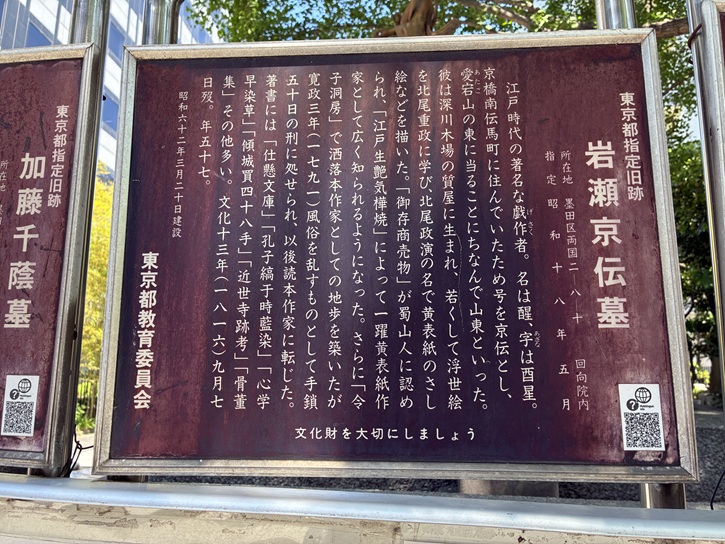 東京都指定旧跡
岩瀬京伝墓
所在地 墨田区両国二ノ八ノ十 回向院内
指定 昭和十八年五月
江戸時代の著名な戯作者。名は醒、字は酉星。
げさく
あざな
京橋南伝馬町に住んでいたため号を京伝とし、
愛宕山の東に当ることにちなんで山東といった。
あたご
彼は深川木場の質屋に生まれ、若くして浮世絵
を北尾重政に学び、北尾政演の名で黄表紙のさし
絵などを描いた。「御存商売物」が蜀山人に認め
られ、「江戸生艶気樺焼」によって一躍黄表紙作
家として広く知られるようになった。さらに「令
子洞房」で洒落本作家としての地歩を築いたが
寛政三年(一七九一)風俗を乱すものとして手鎖
五十日の刑に処せられ、以後読本作家に転じた。
著書には「仕懸文庫」「孔子縞于時藍染」「心学
早染草」「傾城買四十八手」「近世寺跡考」「骨董
集」その他多い。文化十三年(一八一六)九月七
日歿。年五十七。
昭和六十二年三月二十日建設
東京都教育委員会
文化財を大切にしましょう
東京都指定旧跡
加藤千蔭墓
所在地
指